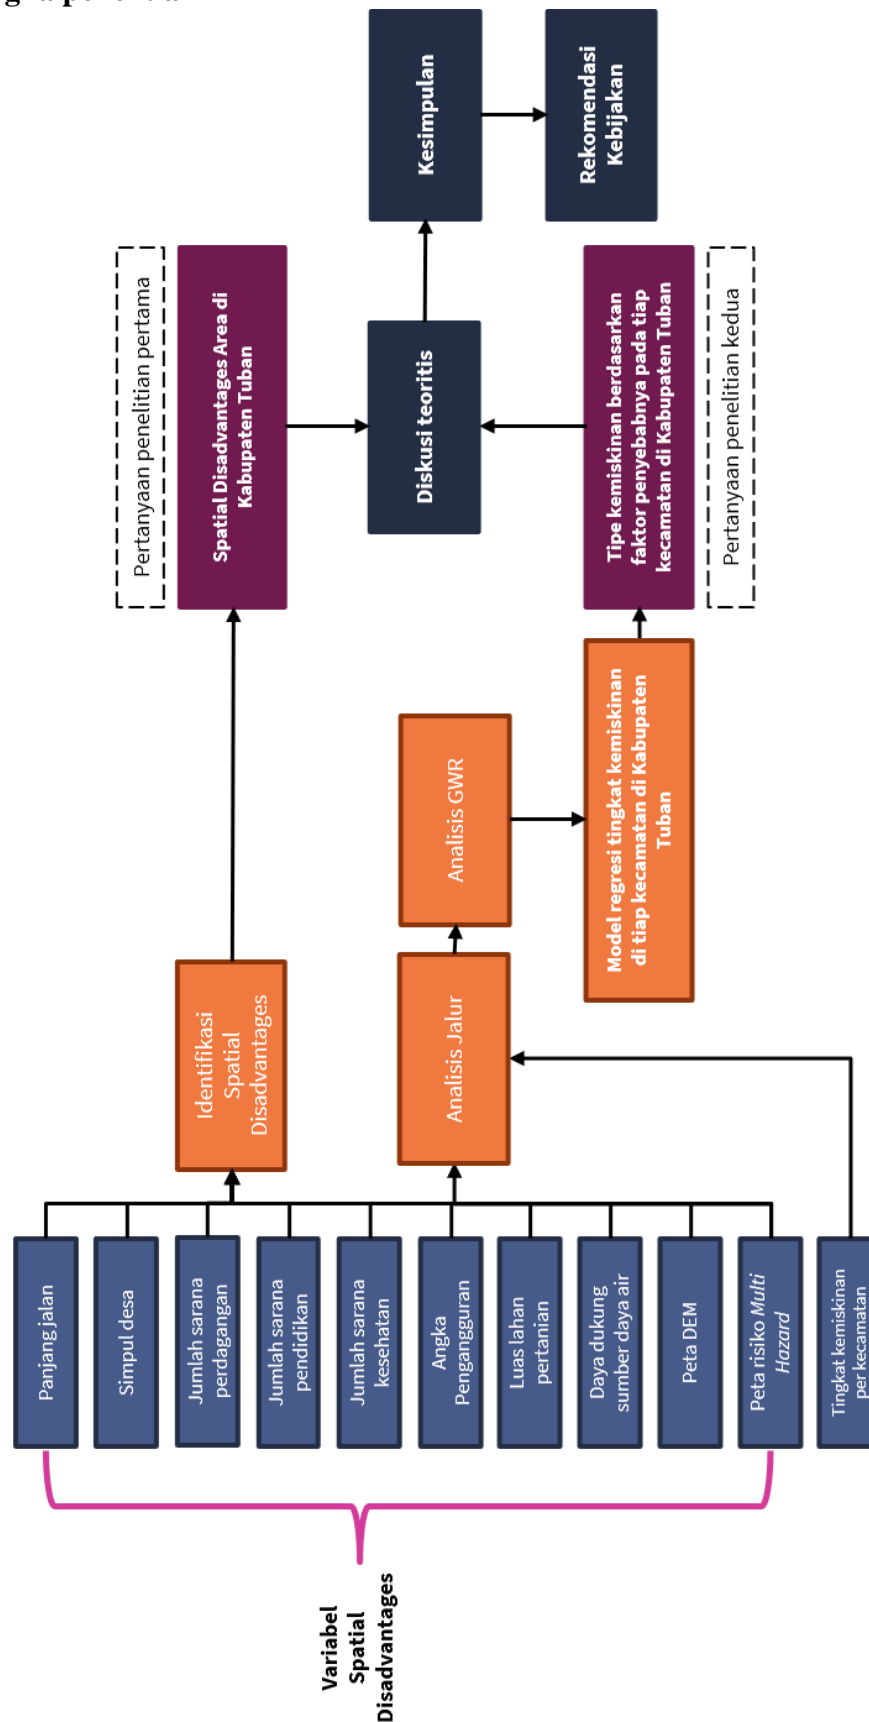 Variabel
Spatial
Disadvantages
Panjang jalan
Simpul desa
Jumlah sarana
perdagangan
Jumlah sarana
pendidikan
Jumlah sarana
kesehatan
Angka
Pengangguran
Luas lahan
pertanian
Daya dukung
sumber daya air
Peta DEM
Peta risiko Multi
Hazard
Tingkat kemiskinan
per kecamatan
Identifikasi
Spatial
Disadvantages
Analisis Jalur
Analisis GWR
Model regresi tingkat kemiskinan
di tiap kecamatan di Kabupaten
Tuban
Pertanyaan penelitian pertama
Spatial Disadvantages Area di
Kabupaten Tuban
Diskusi teoritis
Tipe kemiskinan berdasarkan
faktor penyebabnya pada tiap
kecamatan di Kabupaten Tuban
Pertanyaan penelitian kedua
Kesimpulan
Rekomendasi
Kebijakan